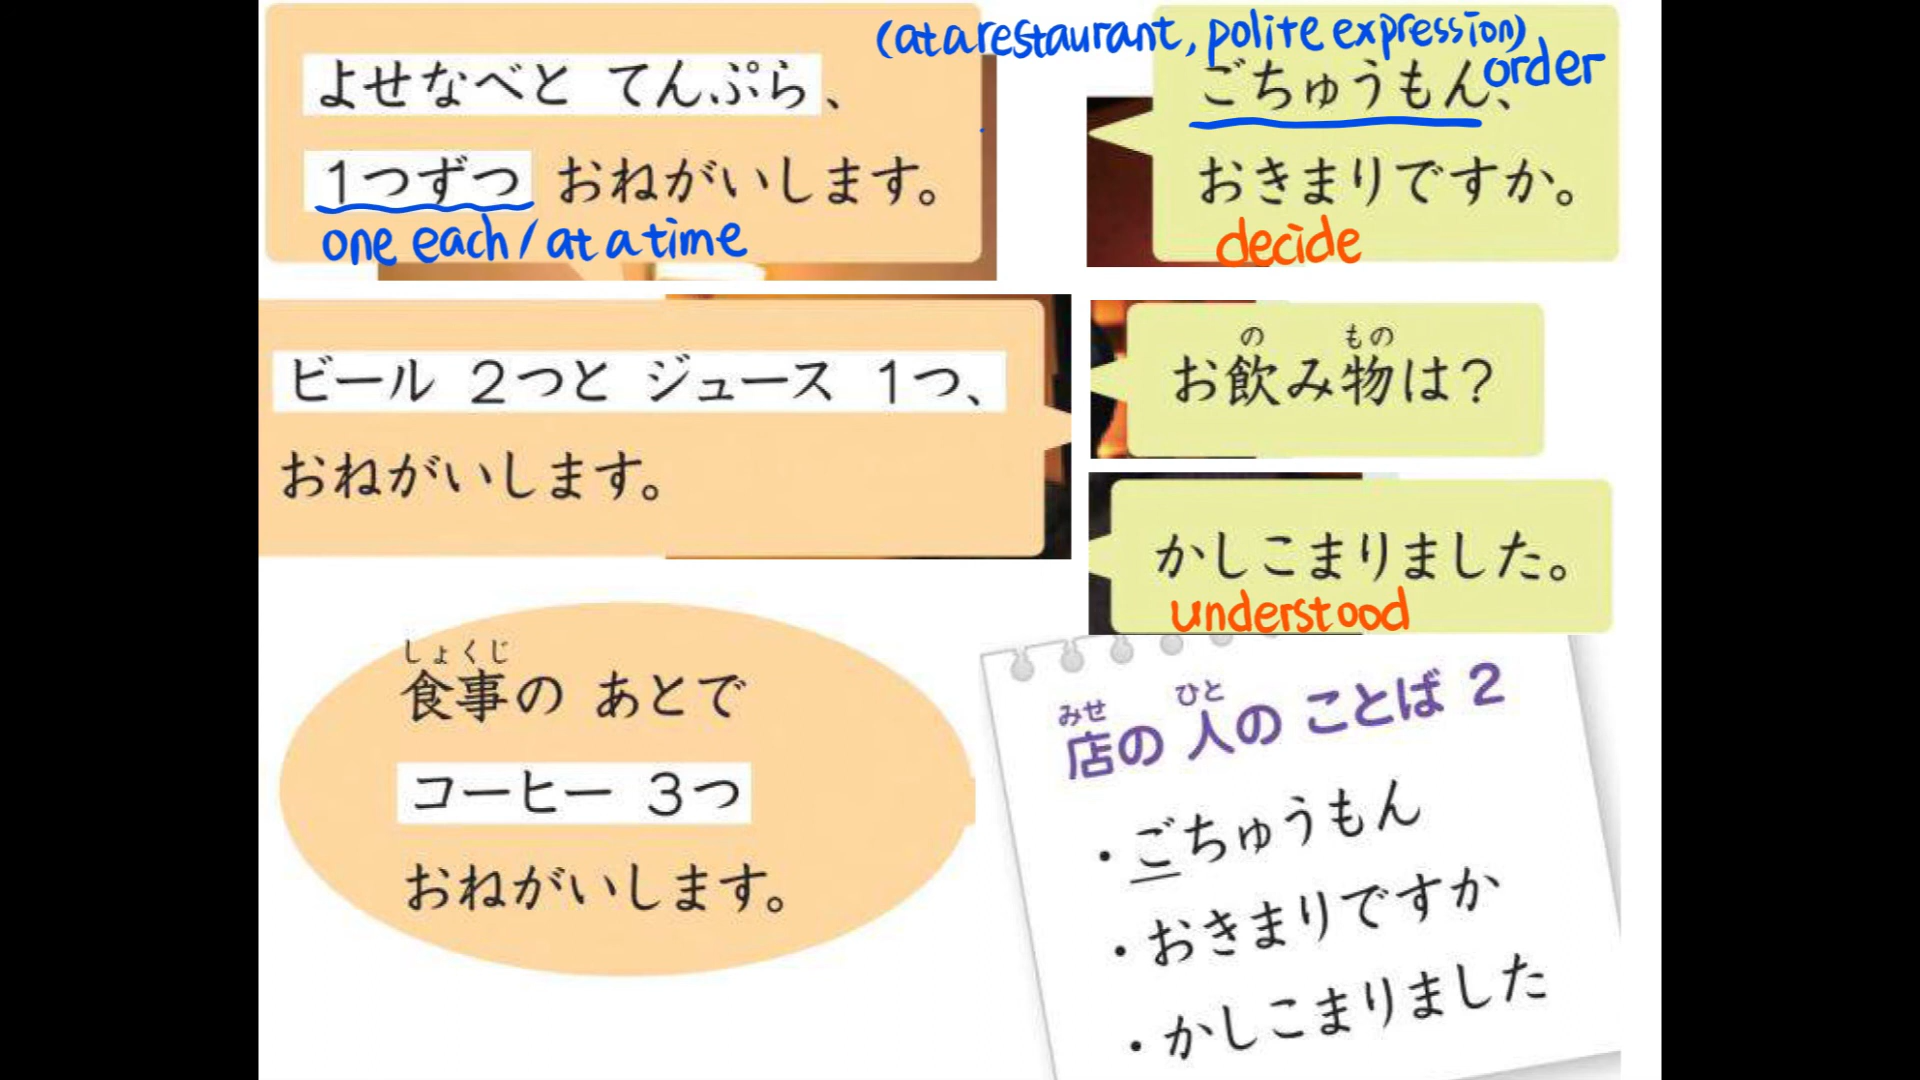 よせなべと てんぷら、
1つずつ おねがいします。
one each / at a time
(at a restaurant, polite expression)
order
ごちゅうもん、
おきまりですか。
decide
ビール 2つと ジュース 1つ、
おねがいします。
の もの
お飲み物は？
かしこまりました。
understood
しょくじ
食事の あとで
コーヒー 3つ
おねがいします。
みせ ひと
店の 人の ことば 2
・ごちゅうもん
・おきまりですか
・かしこまりました